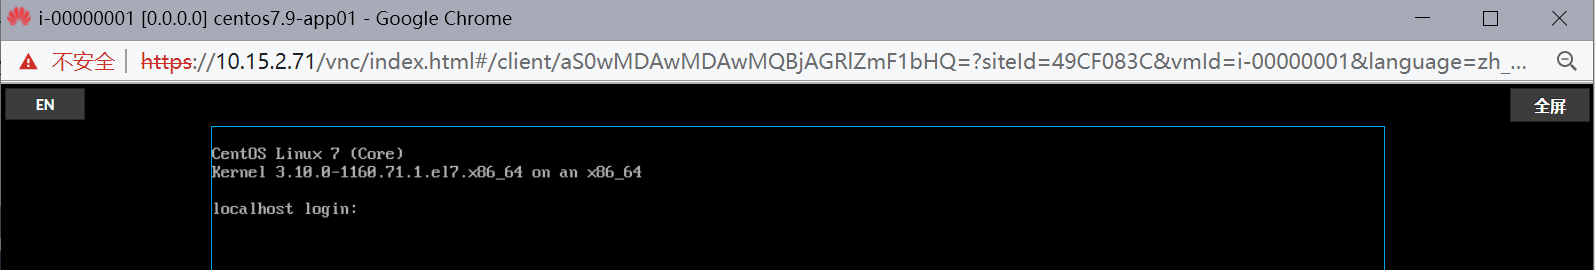 i-00000001 [0.0.0.0] centos7.9-app01 - Google Chrome
不安全 | https://10.15.2.71/vnc/index.html#/client/aS0wMDAwMDAwMQBjAGRlZmF1bHQ=?siteId=49CF083C&vmId=i-00000001&language=zh_...
EN
全屏
CentOS Linux 7 (Core)
Kernel 3.10.0-1160.71.1.el7.x86_64 on an x86_64
localhost login: